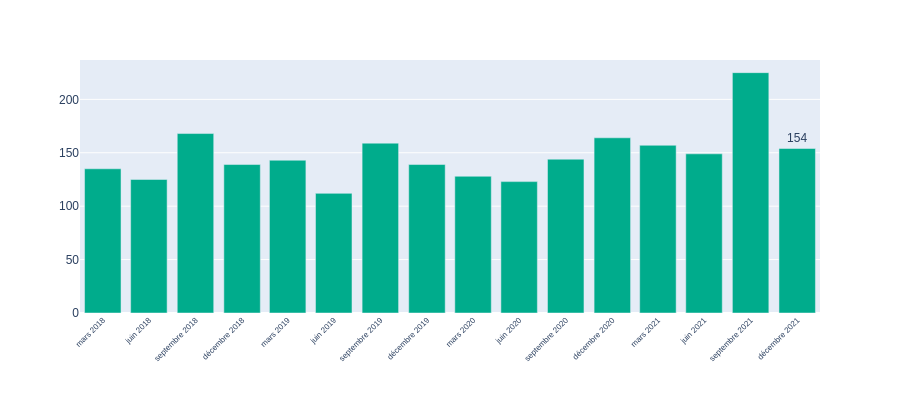 200
150
100
50
0
154
mars 2018
juin 2018
septembre 2018
décembre 2018
mars 2019
juin 2019
septembre 2019
décembre 2019
mars 2020
juin 2020
septembre 2020
décembre 2020
mars 2021
juin 2021
septembre 2021
décembre 2021